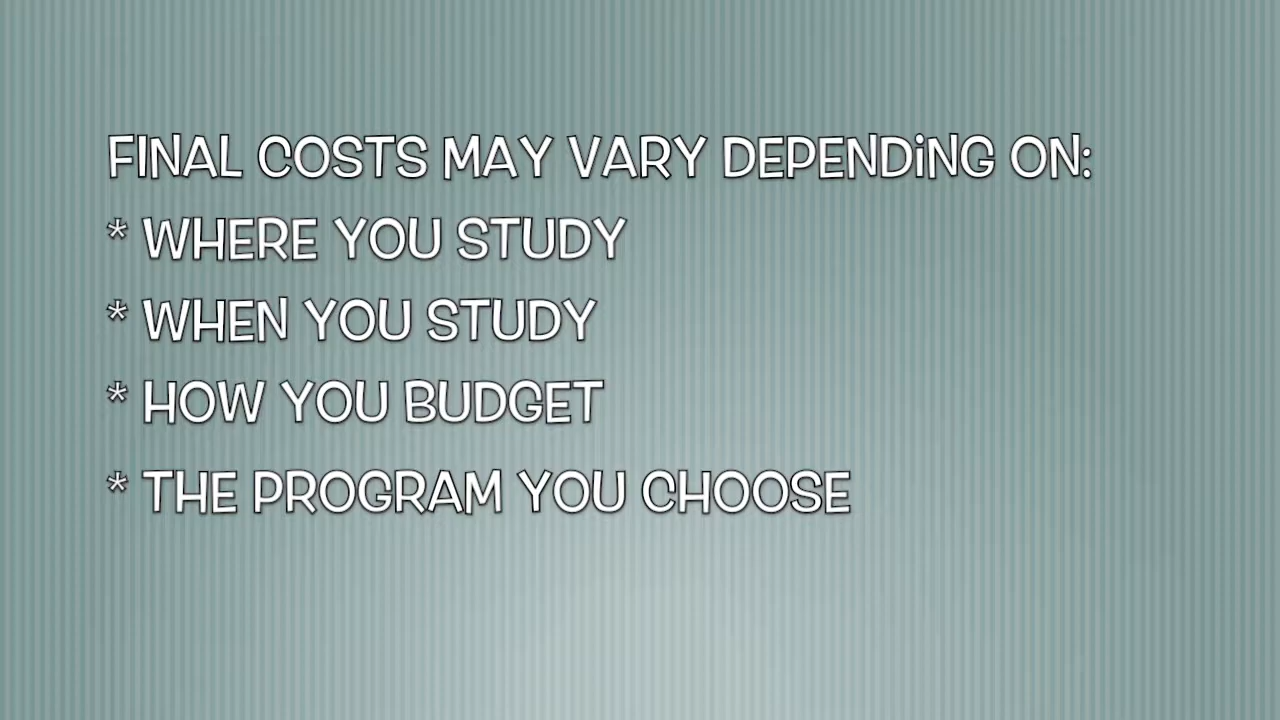 FINAL COSTS MAY VARY DEPENDiNG ON:
* WHERE YOU STUDY
* WHEN YOU STUDY
* HOW YOU BUDGET
* THE PROGRAM YOU CHOOSE